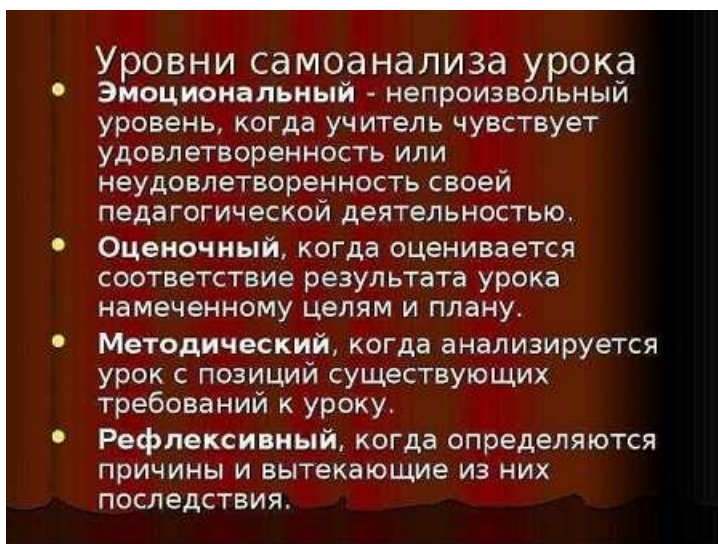 Уровни самоанализа урока
• Эмоциональный - непроизвольный
уровень, когда учитель чувствует
удовлетворенность или
неудовлетворенность своей
педагогической деятельностью.
• Оценочный, когда оценивается
соответствие результата урока
намеченному целям и плану.
• Методический, когда анализируется
урок с позиций существующих
требований к уроку.
• Рефлексивный, когда определяются
причины и вытекающие из них
последствия.